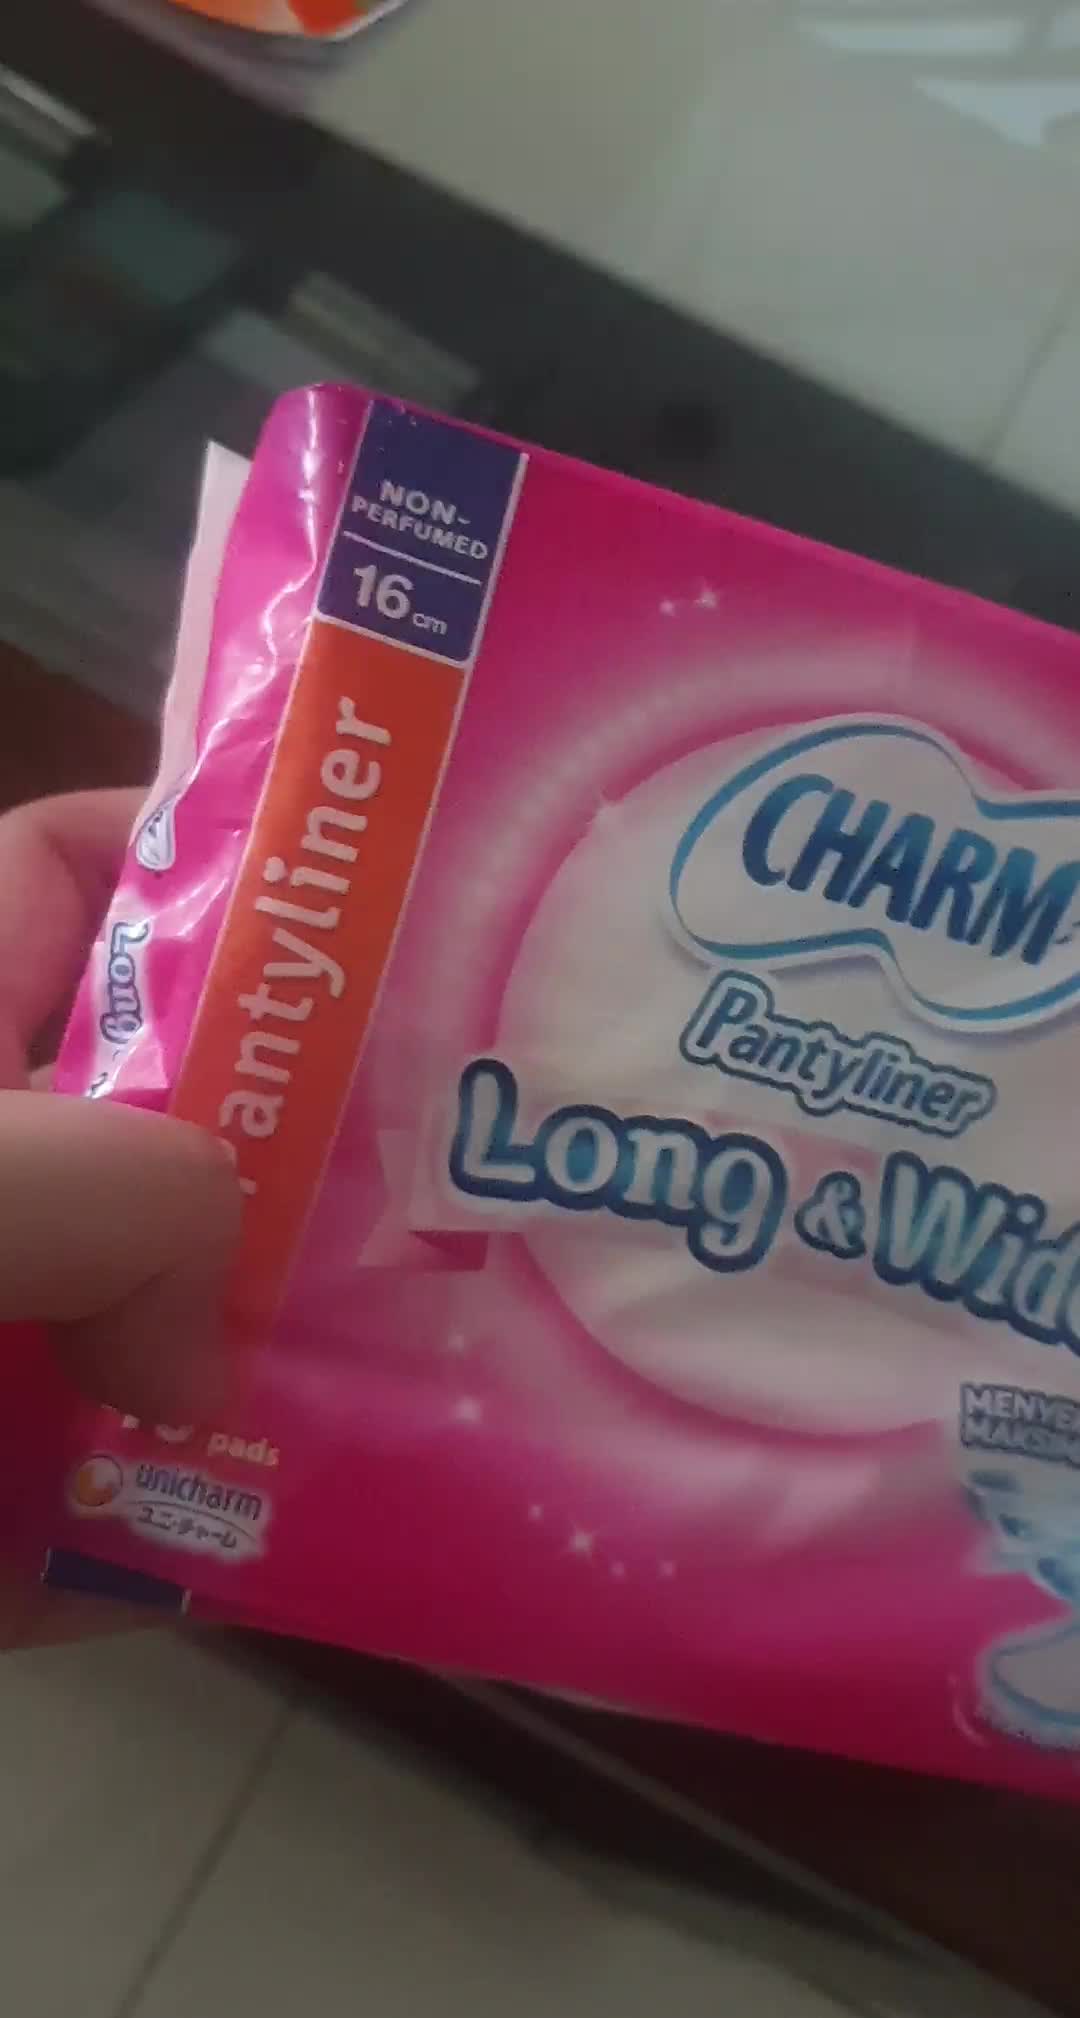 NON-
PERFUMED
16 cm
Pantyliner
Long
CHARM
Pantyliner
Long & Wid
pads
unicharm
ユニ・チャーム